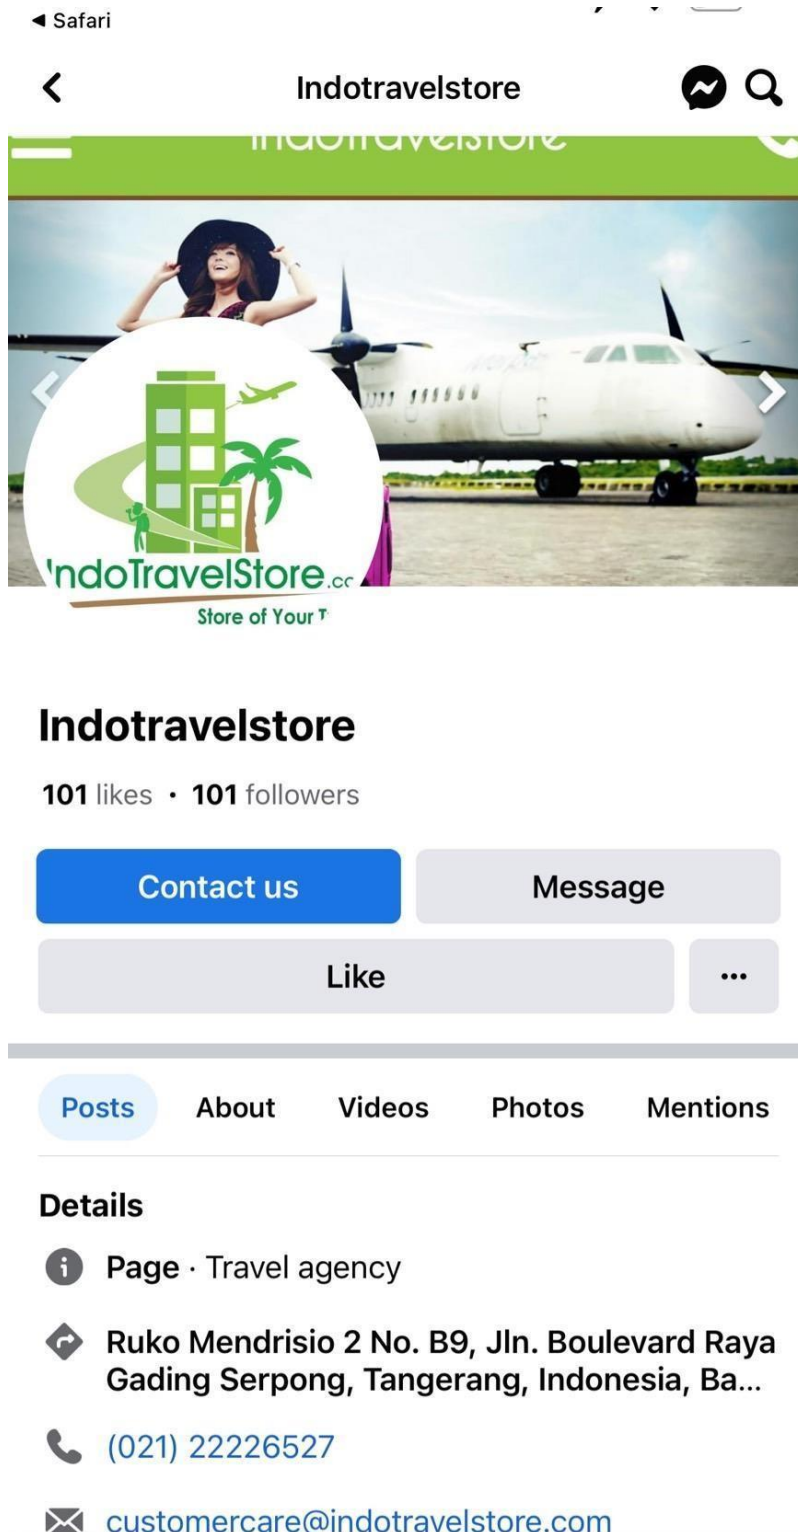 ◀ Safari
Indotravelstore
Indotravelstore
IndoTravelStore.cc
Store of Your T
Indotravelstore
101 likes · 101 followers
Contact us
Message
Like
Posts About Videos Photos Mentions
Details
Page · Travel agency
Ruko Mendrisio 2 No. B9, Jln. Boulevard Raya
Gading Serpong, Tangerang, Indonesia, Ba...
(021) 22226527
customercare@indotravelstore.com